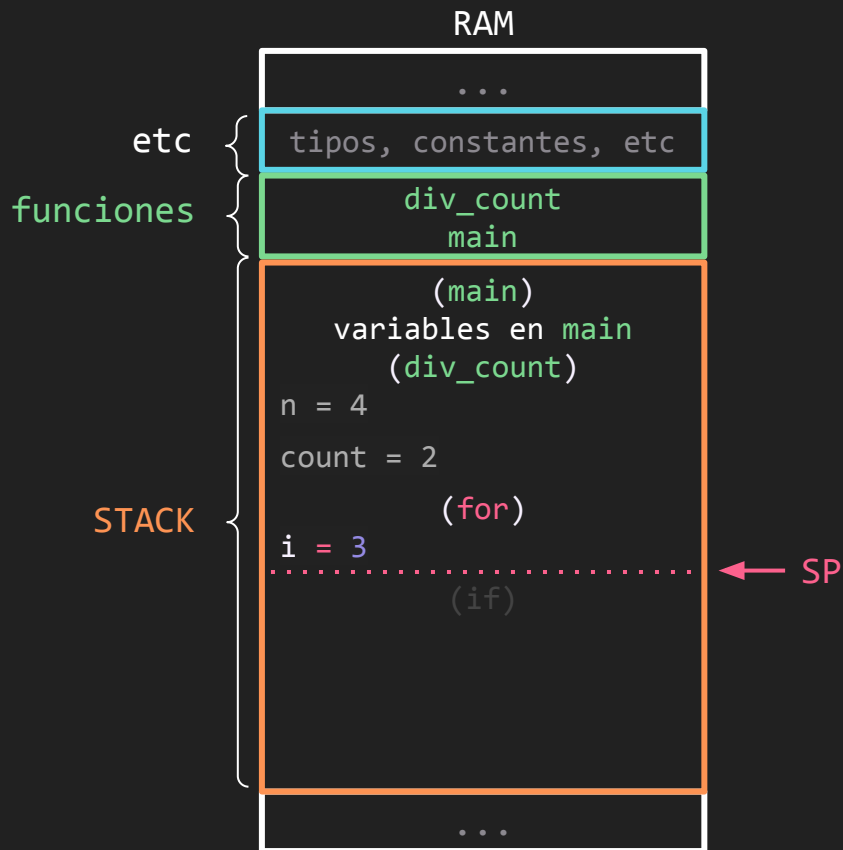 RAM
...
etc
tipos, constantes, etc
funciones
div_count
main
(main)
variables en main
(div_count)
n = 4
count = 2
(for)
STACK
i = 3
SP
(if)
...